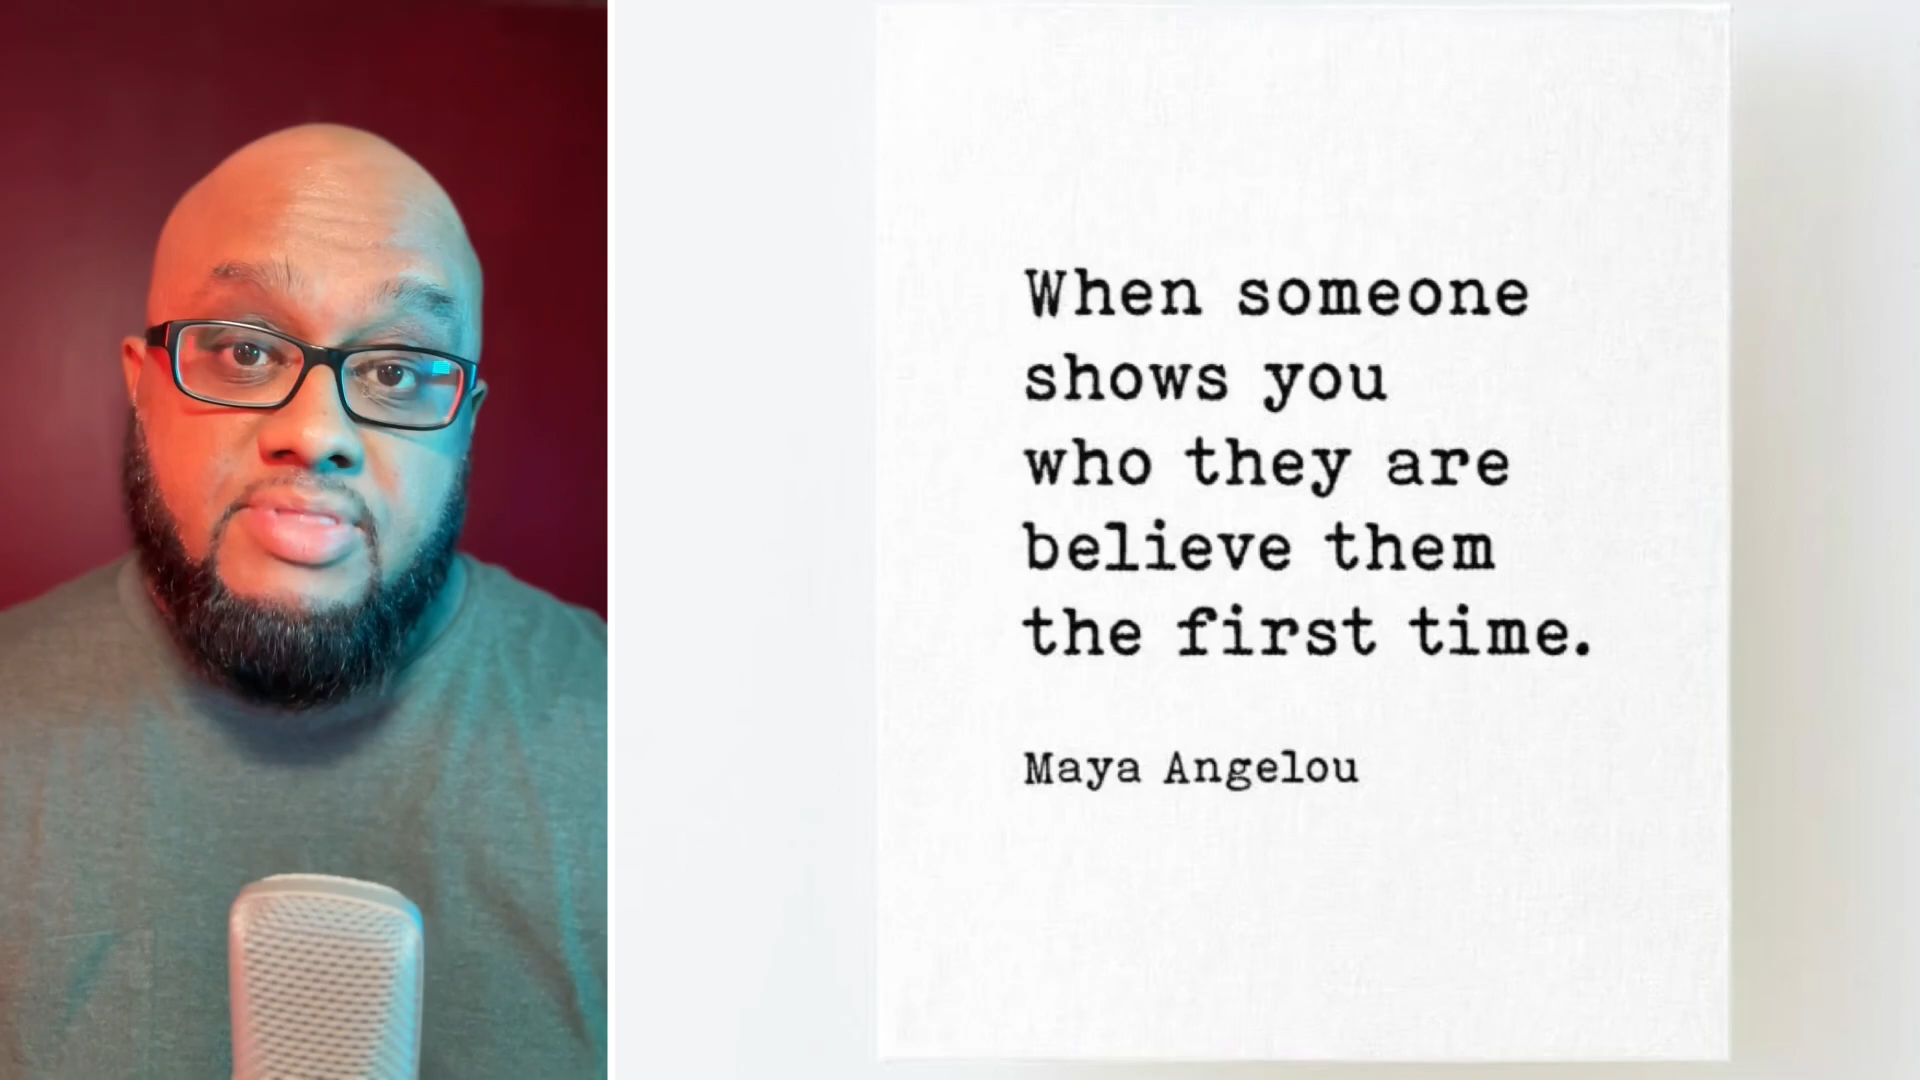 When someone
shows you
who they are
believe them
the first time.
Maya Angelou